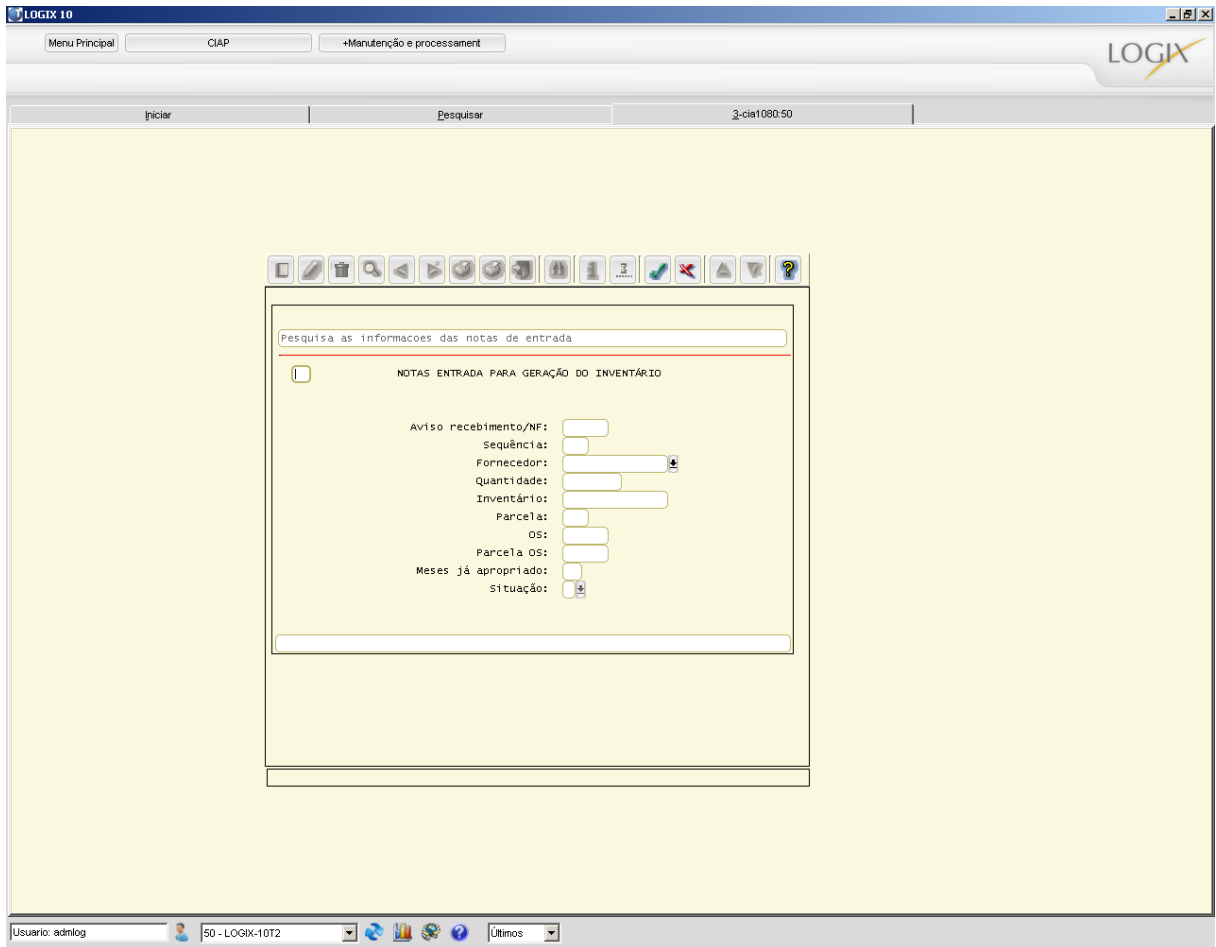 LOGIX 10
Menu Principal
CIAP
+Manutenção e processament
LOGIX
Iniciar
Pesquisar
3-cia1080:50
Pesquisa as informacoes das notas de entrada
NOTAS ENTRADA PARA GERAÇÃO DO INVENTÁRIO
Aviso recebimento/NF:
Sequência:
Fornecedor:
Quantidade:
Inventário:
Parcela:
OS:
Parcela OS:
Meses já apropriado:
Situação:
Usuario: admlog
50 - LOGIX-10T2
Últimos